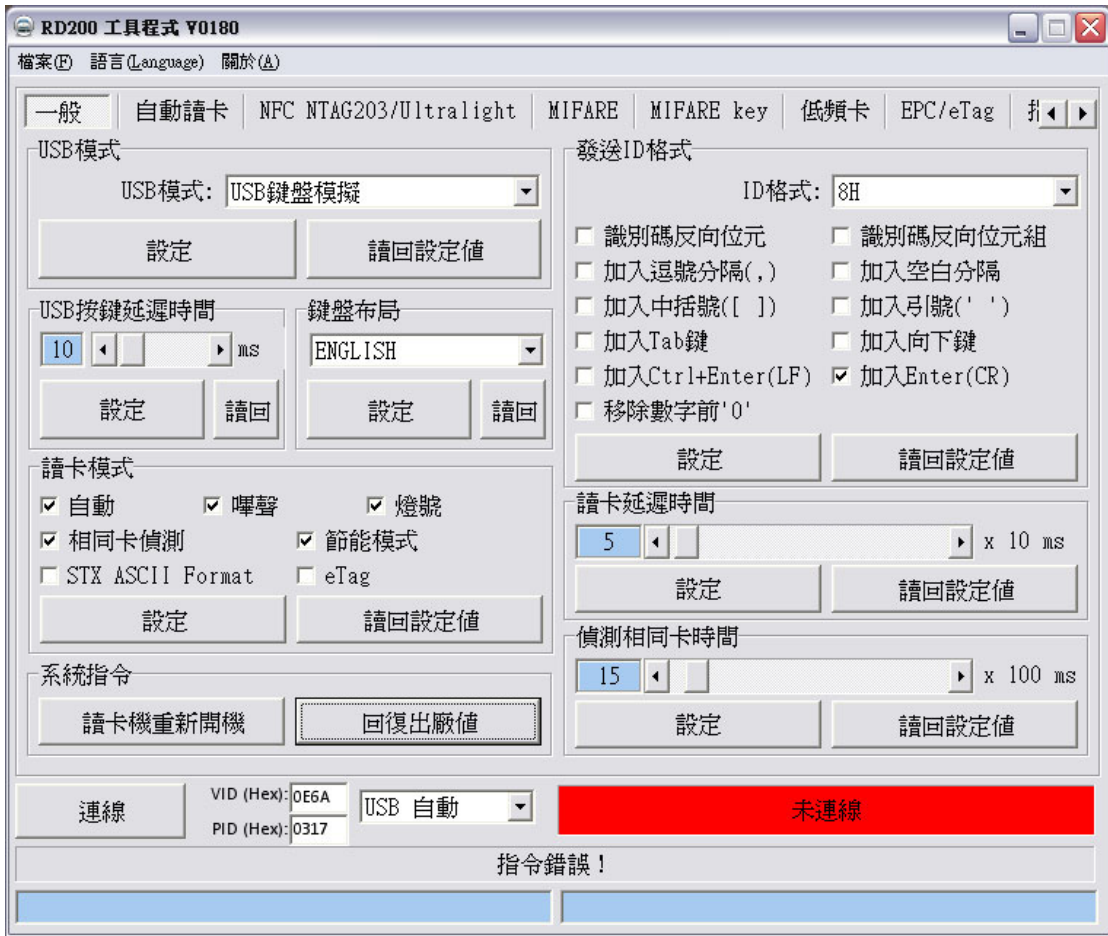 RD200 工具程式 V0180
檔案(F) 語言(Language) 關於(A)
一般 自動讀卡 NFC NTAG203/Ultralight MIFARE MIFARE key 低頻卡 EPC/eTag
USB模式
USB模式: USB鍵盤模擬
設定 讀回設定值
USB按鍵延遲時間
10 ms
設定 讀回
鍵盤布局
ENGLISH
設定 讀回
讀卡模式
自動 嗶聲 燈號
相同卡偵測 節能模式
STX ASCII Format eTag
設定 讀回設定值
系統指令
讀卡機重新開機 回復出廠值
發送ID格式
ID格式: 8H
識別碼反向位元 識別碼反向位元組
加入逗號分隔(,) 加入空白分隔
加入中括號([ ]) 加入引號(' ')
加入Tab鍵 加入向下鍵
加入Ctrl+Enter(LF) 加入Enter(CR)
移除數字前'0'
設定 讀回設定值
讀卡延遲時間
5 x 10 ms
設定 讀回設定值
偵測相同卡時間
15 x 100 ms
設定 讀回設定值
連線 VID (Hex): 0E6A USB 自動 未連線
PID (Hex): 0317
指令錯誤！